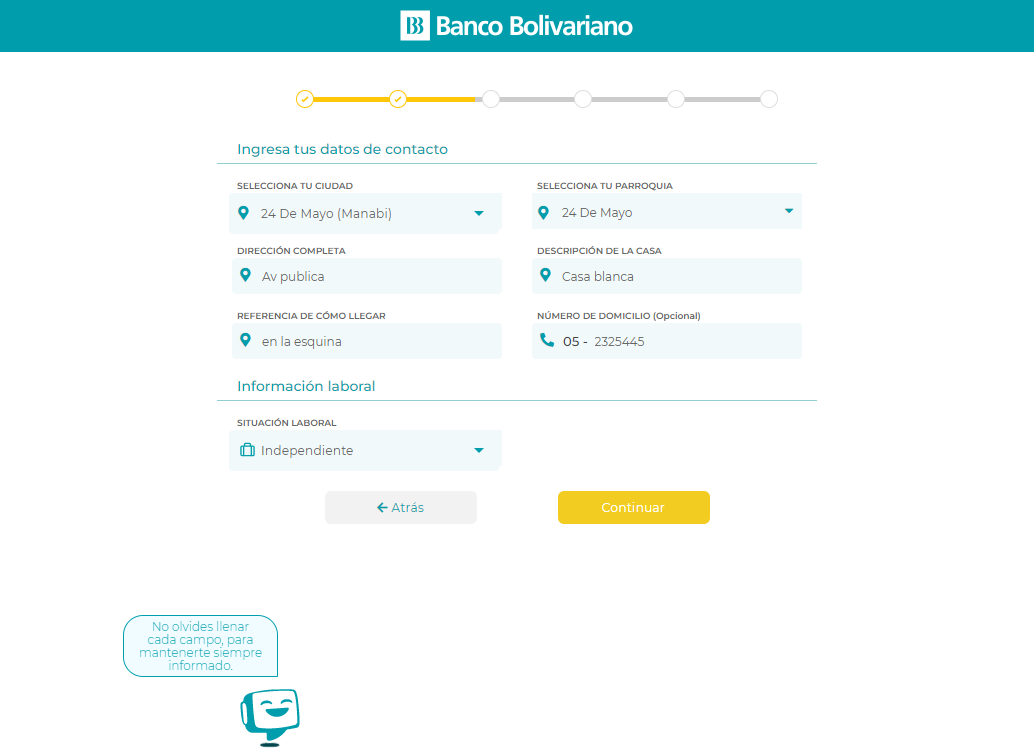 Banco Bolivariano
Ingresa tus datos de contacto
SELECCIONA TU CIUDAD
24 De Mayo (Manabi)
SELECCIONA TU PARROQUIA
24 De Mayo
DIRECCIÓN COMPLETA
Av publica
DESCRIPCIÓN DE LA CASA
Casa blanca
REFERENCIA DE CÓMO LLEGAR
en la esquina
NÚMERO DE DOMICILIO (Opcional)
05 - 2325445
Información laboral
SITUACIÓN LABORAL
Independiente
Atrás
Continuar
No olvides llenar
cada campo, para
mantenerte siempre
informado.